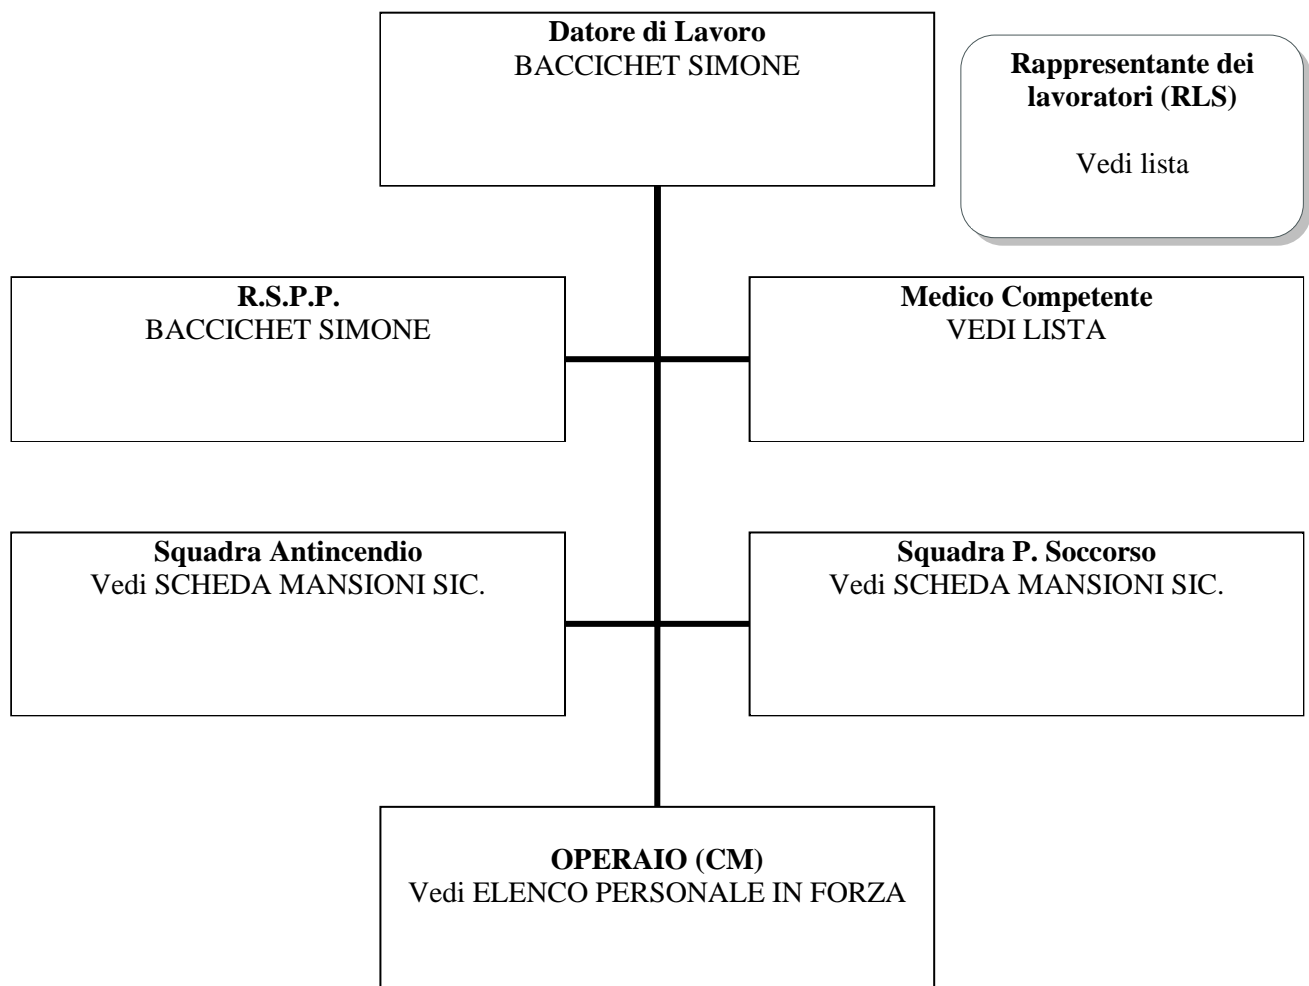 Datore di Lavoro
BACCICHET SIMONE
Rappresentante dei
lavoratori (RLS)
Vedi lista
R.S.P.P.
BACCICHET SIMONE
Medico Competente
VEDI LISTA
Squadra Antincendio
Vedi SCHEDA MANSIONI SIC.
Squadra P. Soccorso
Vedi SCHEDA MANSIONI SIC.
OPERAIO (CM)
Vedi ELENCO PERSONALE IN FORZA